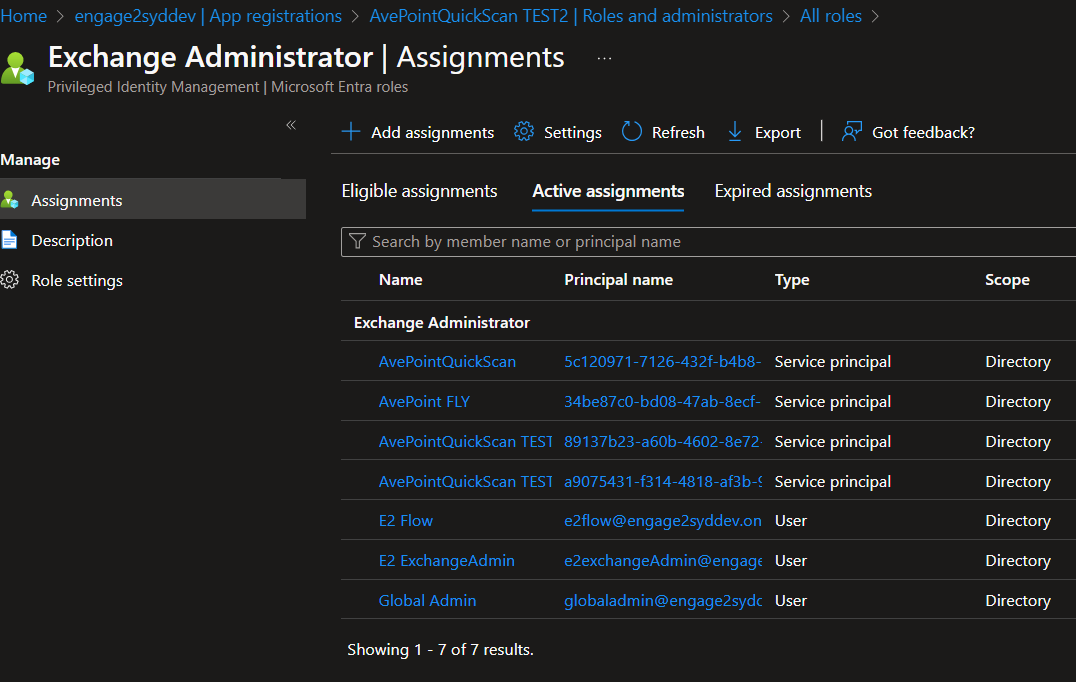 Home > engage2syddev | App registrations > AvePointQuickScan TEST2 | Roles and administrators > All roles >
Exchange Administrator | Assignments ...
Privileged Identity Management | Microsoft Entra roles
«
Add assignments Settings Refresh Export | Got feedback?
Manage
Assignments
Description
Role settings
Eligible assignments Active assignments Expired assignments
Search by member name or principal name
Name Principal name Type Scope
Exchange Administrator
AvePointQuickScan 5c120971-7126-432f-b4b8- Service principal Directory
AvePoint FLY 34be87c0-bd08-47ab-8ecf- Service principal Directory
AvePointQuickScan TEST 89137b23-a60b-4602-8e72- Service principal Directory
AvePointQuickScan TEST a9075431-f314-4818-af3b-9 Service principal Directory
E2 Flow e2flow@engage2syddev.on User Directory
E2 ExchangeAdmin e2exchangeAdmin@engage User Directory
Global Admin globaladmin@engage2sydd User Directory
Showing 1 - 7 of 7 results.